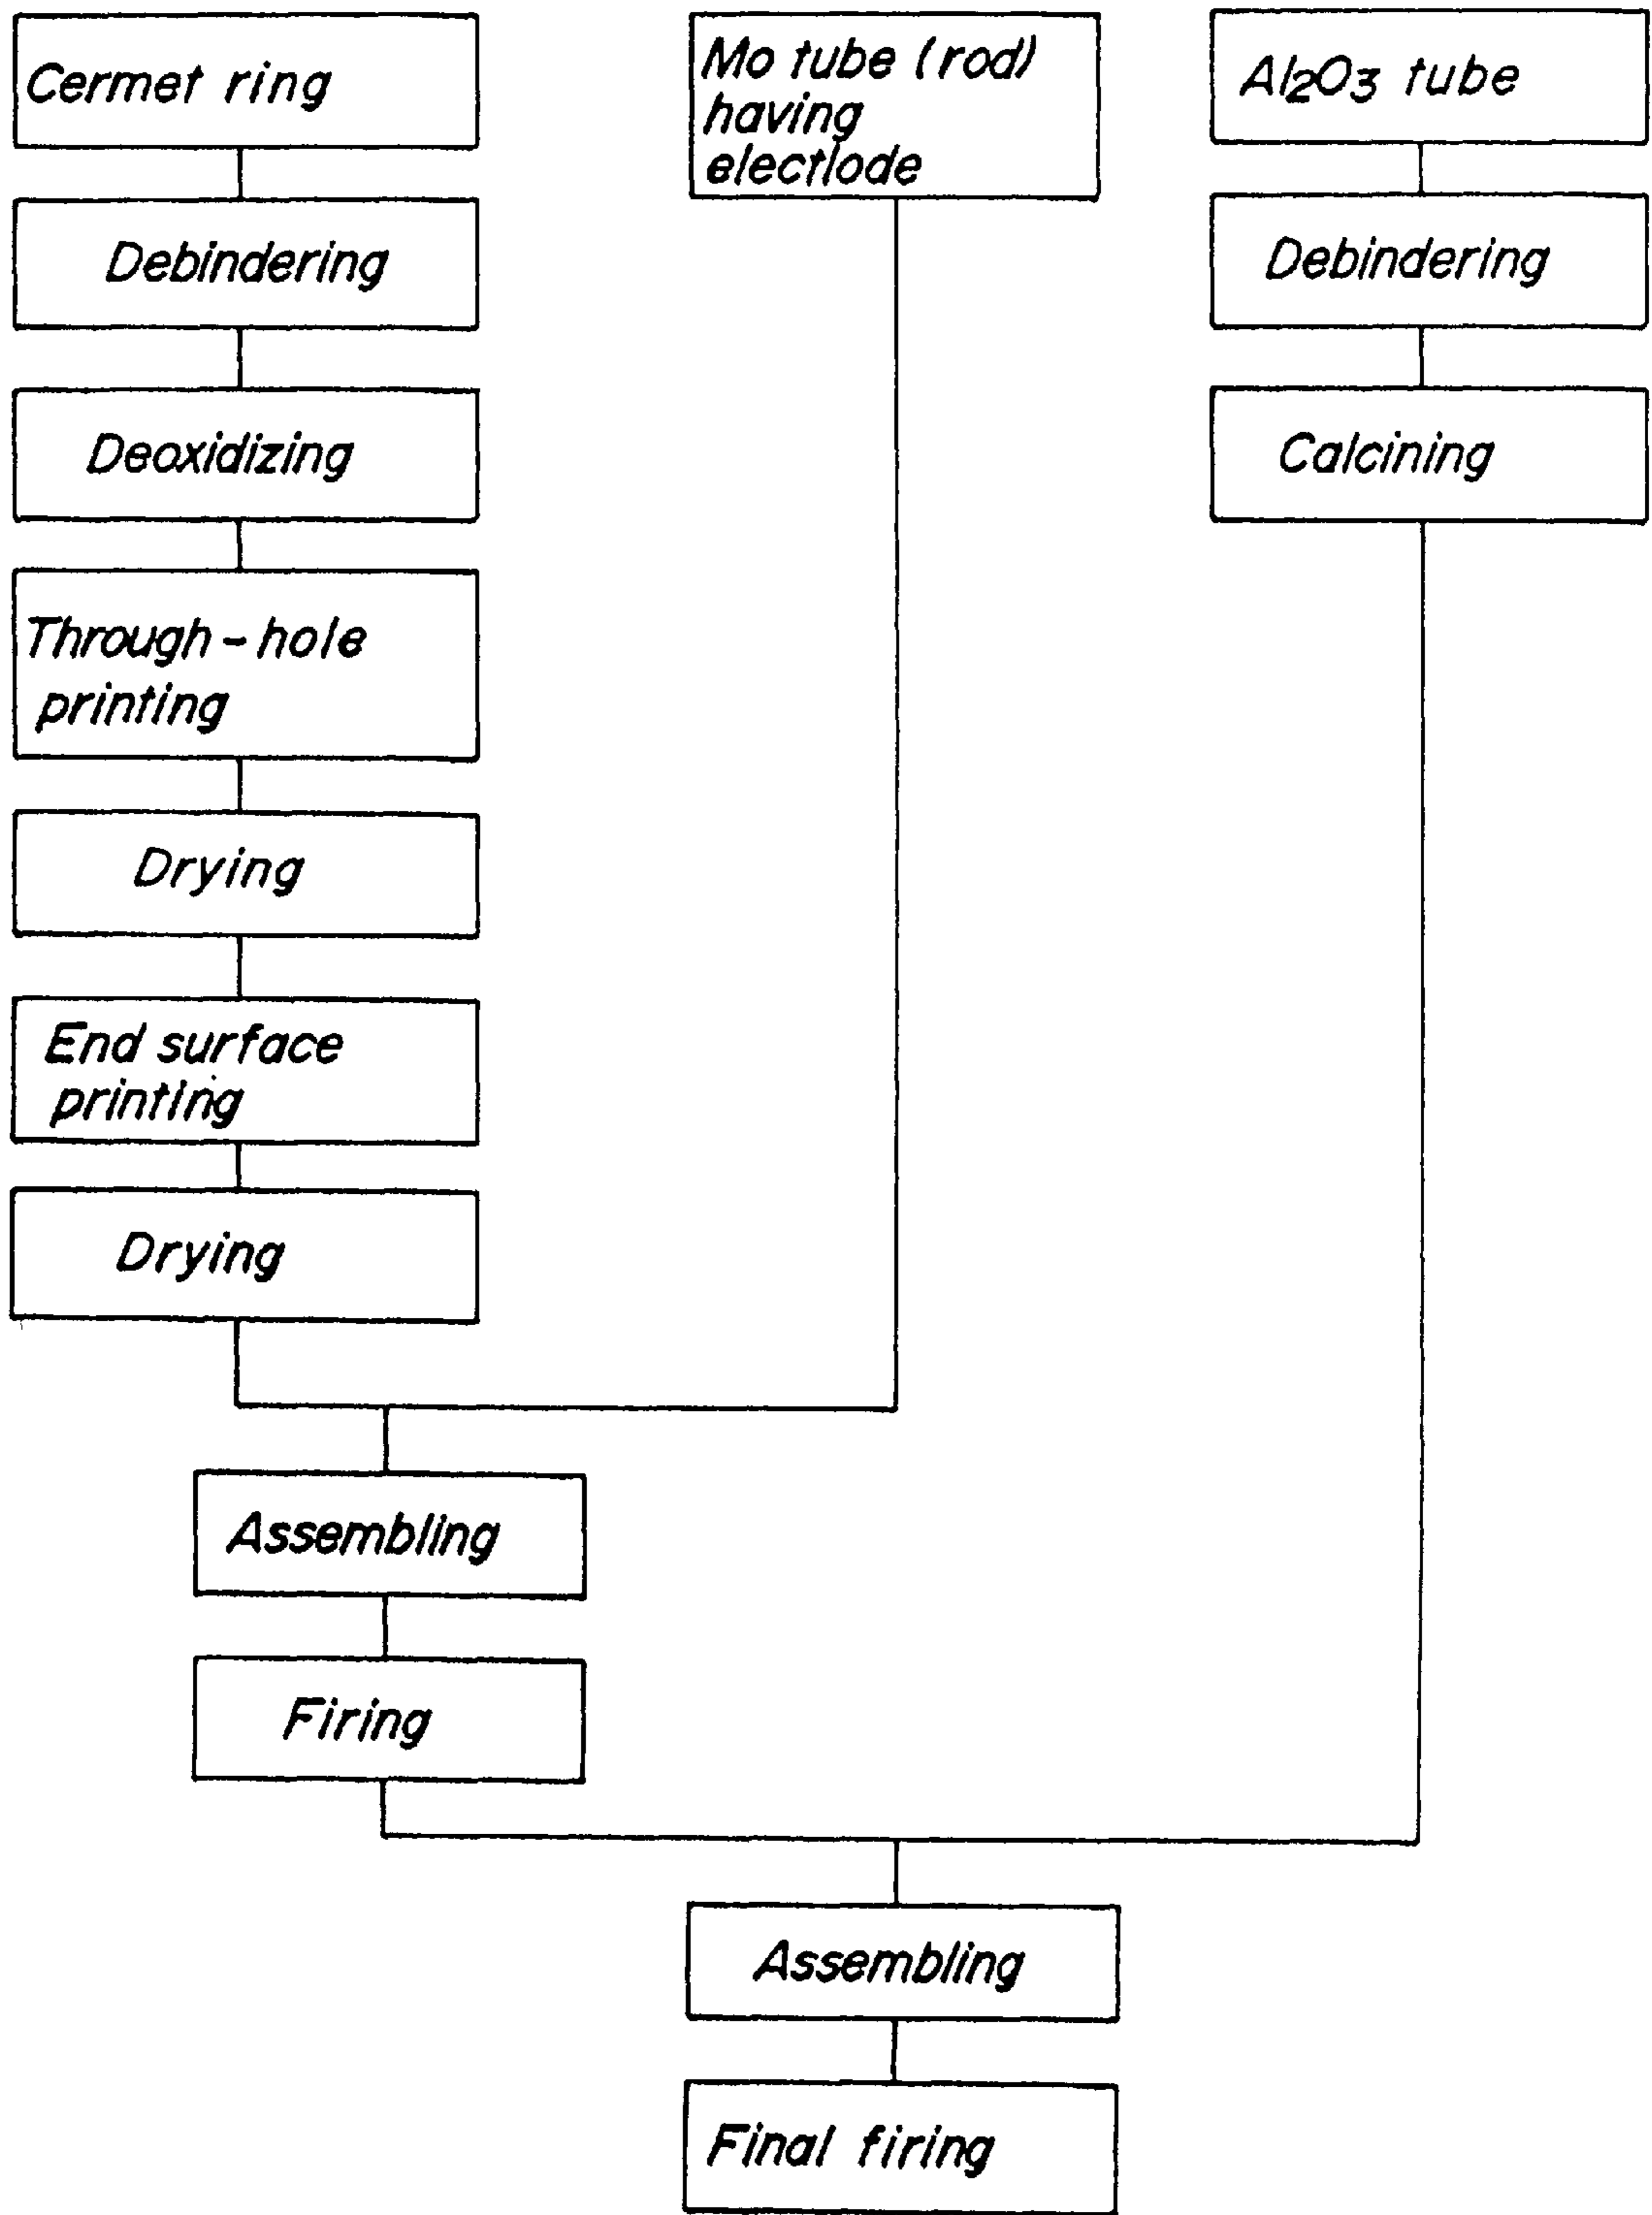 Cermet ring
Debindering
Deoxidizing
Through-hole
printing
Drying
End surface
printing
Drying
Mo tube (rod)
having
electlode
Al2O3 tube
Debindering
Calcining
Assembling
Firing
Assembling
Final firing